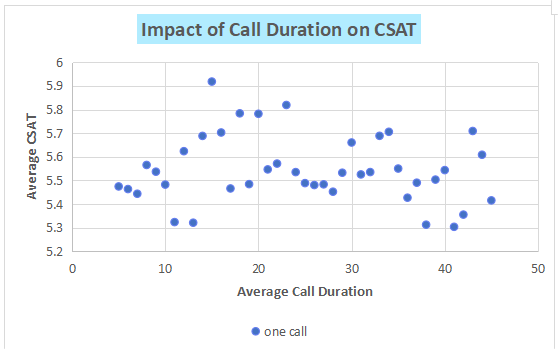 Impact of Call Duration on CSAT
6
5.9
5.8
5.7
5.6
5.5
5.4
5.3
5.2
Average CSAT
0 10 20 30 40 50
Average Call Duration
one call